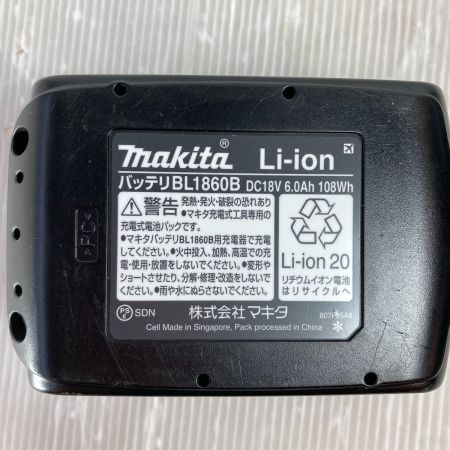 makita® Li-ion
バッテリBL1860B DC18V 6.0Ah 108Wh
警告 発熱・発火・破裂の恐れあり
●マキタ充電式工具専用の
充電式電池パックです。
●マキタバッテリBL1860B用充電器で充電
してください。●火中投入、加熱、高温での充
電・使用・放置をしないでください。●変形や
ショートさせたり、分解・修理・改造をしないで
ください。●雨や水にぬらさないでください。
Li-ion 20
リチウムイオン電池
はリサイクルへ
PS E SDN 株式会社マキタ
Cell Made in Singapore, Pack processed in China
>PC<